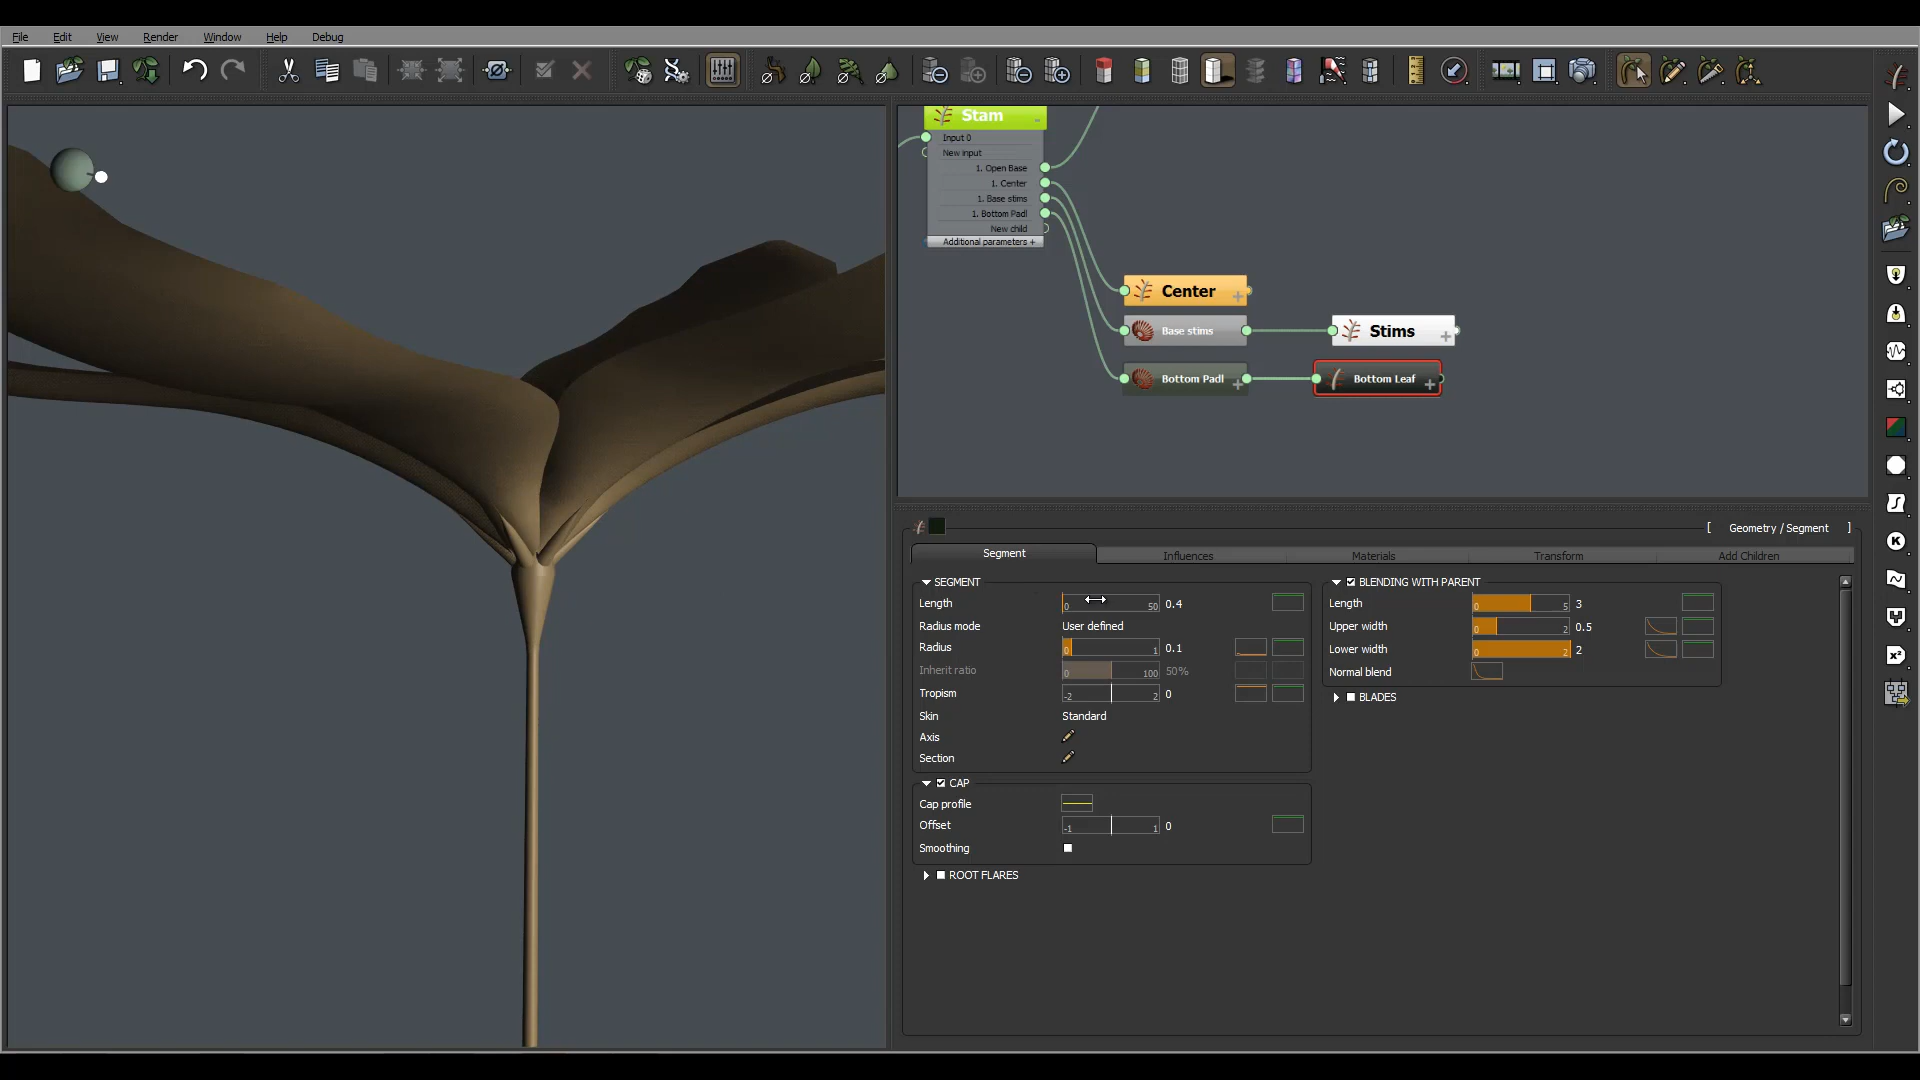 File Edit View Render Window Help Debug
Stam -
Input 0
New input
1. Open Base
1. Center
1. Base stims
1. Bottom Padl
New child
Additional parameters +
Center +
Base stims
Stims +
Bottom Padl +
Bottom Leaf +
[ Geometry / Segment ]
Segment Influences Materials Transform Add Children
SEGMENT
Length 0 50 0.4
Radius mode User defined
Radius 0 1 0.1
Inherit ratio 0 100 50%
Tropism -2 2 0
Skin Standard
Axis
Section
CAP
Cap profile
Offset -1 1 0
Smoothing
ROOT FLARES
BLENDING WITH PARENT
Length 0 5 3
Upper width 0 2 0.5
Lower width 0 2 2
Normal blend
BLADES
K
x²